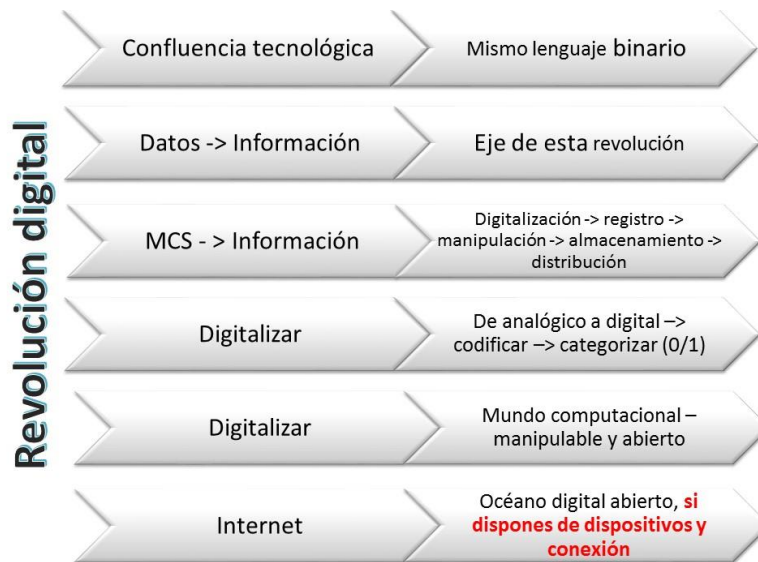 Revolución digital
Confluencia tecnológica
Mismo lenguaje binario
Datos -> Información
Eje de esta revolución
MCS - > Información
Digitalización -> registro ->
manipulación -> almacenamiento ->
distribución
Digitalizar
De analógico a digital –>
codificar –> categorizar (0/1)
Digitalizar
Mundo computacional –
manipulable y abierto
Internet
Océano digital abierto, si
dispones de dispositivos y
conexión